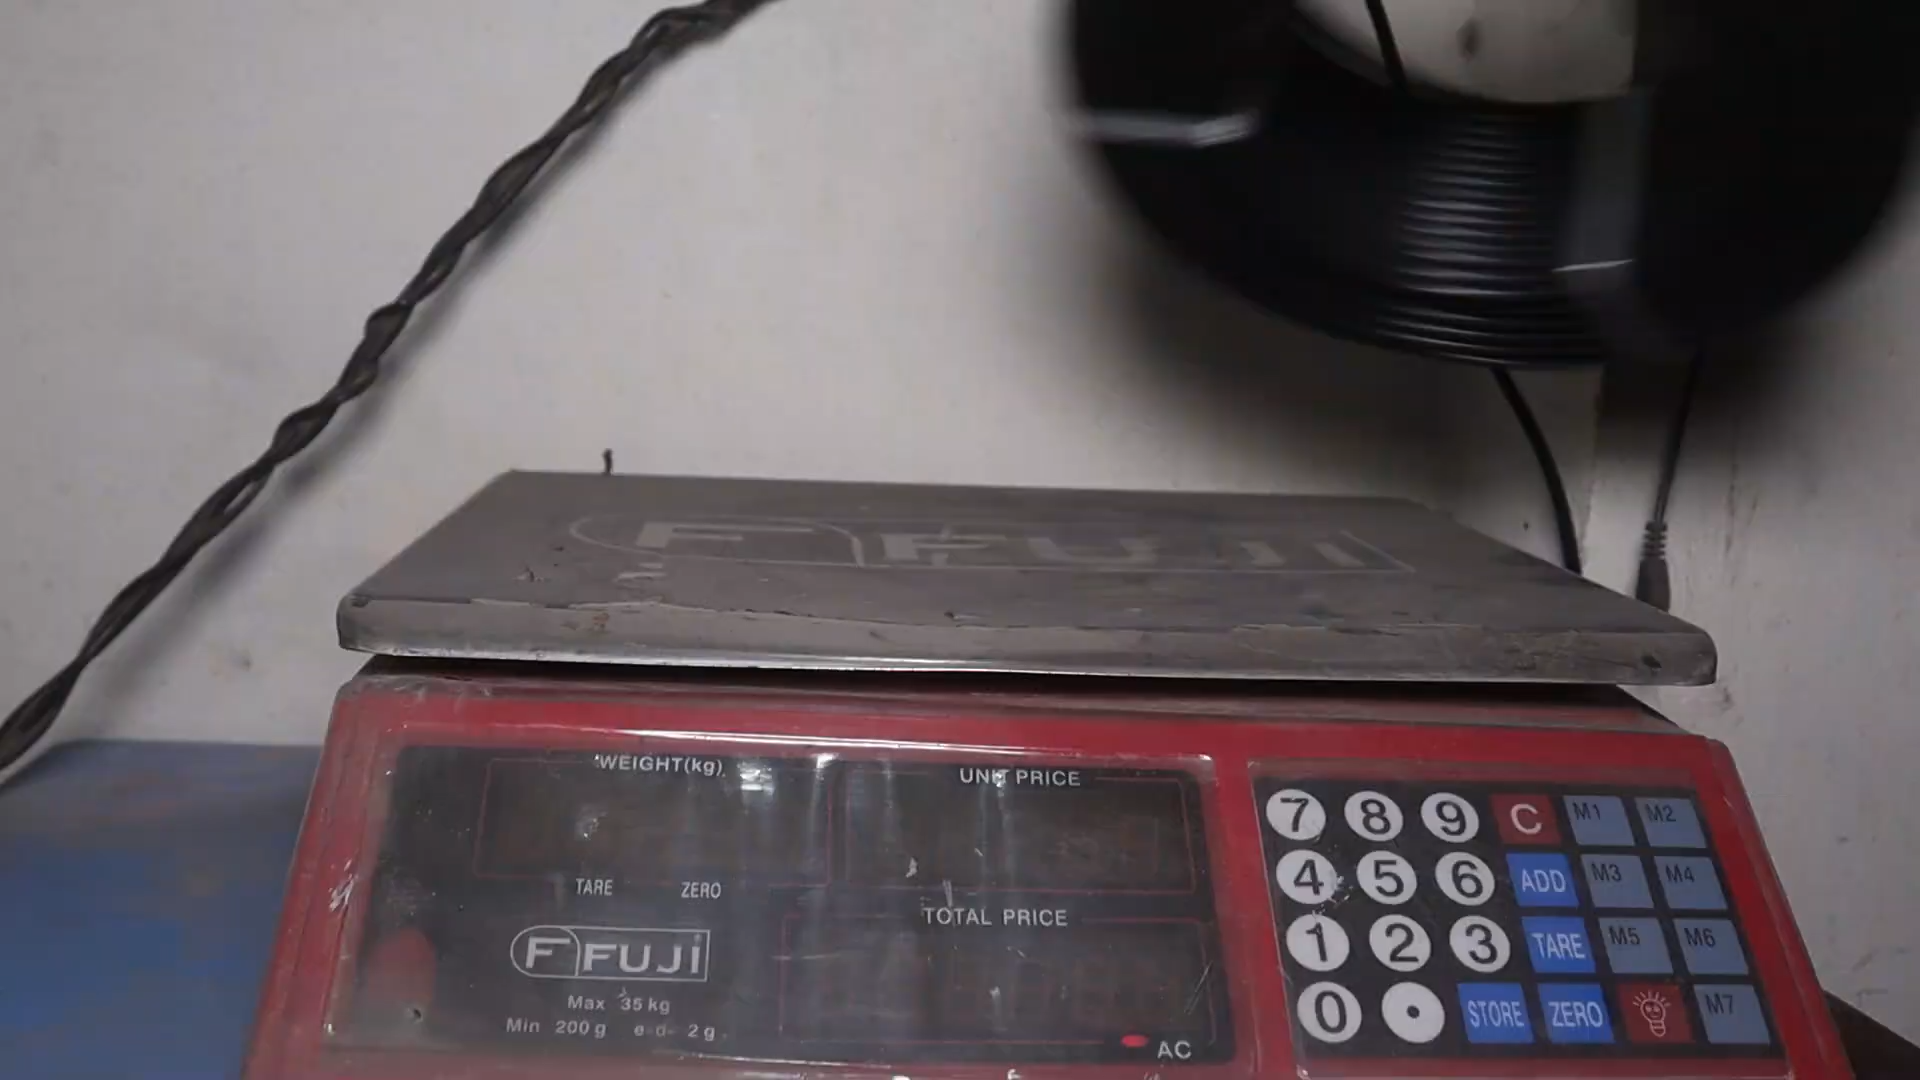 F FUJI
WEIGHT(kg)
UNIT PRICE
TARE
ZERO
TOTAL PRICE
F FUJi
Max 35 kg
Min 200 g e=d= 2 g
AC
7 8 9 C M1 M2
4 5 6 ADD M3 M4
1 2 3 TARE M5 M6
0 . STORE ZERO M7